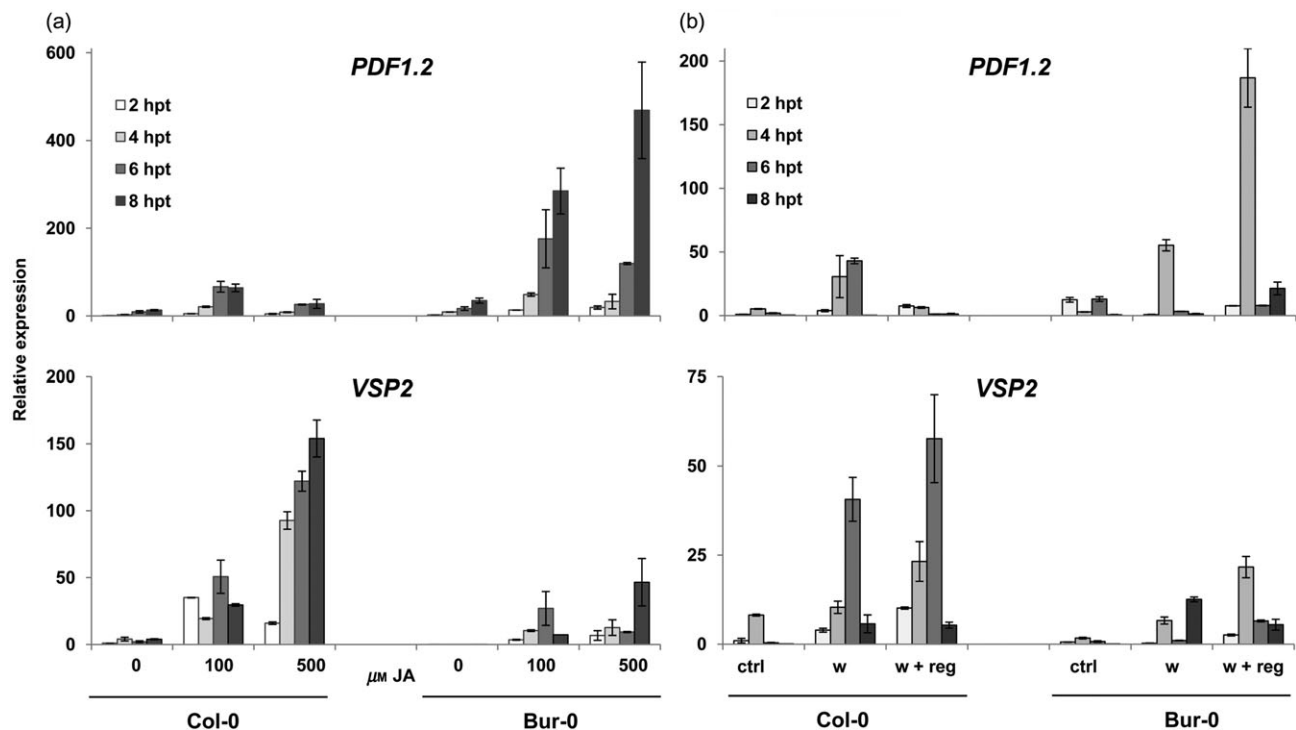 (a)
PDF1.2
600
400
200
0
2 hpt
4 hpt
6 hpt
8 hpt
VSP2
200
150
100
50
0
Relative expression
0 100 500 μM JA 0 100 500
Col-0 Bur-0
(b)
PDF1.2
200
150
100
50
0
2 hpt
4 hpt
6 hpt
8 hpt
VSP2
75
50
25
0
ctrl w w + reg ctrl w w + reg
Col-0 Bur-0